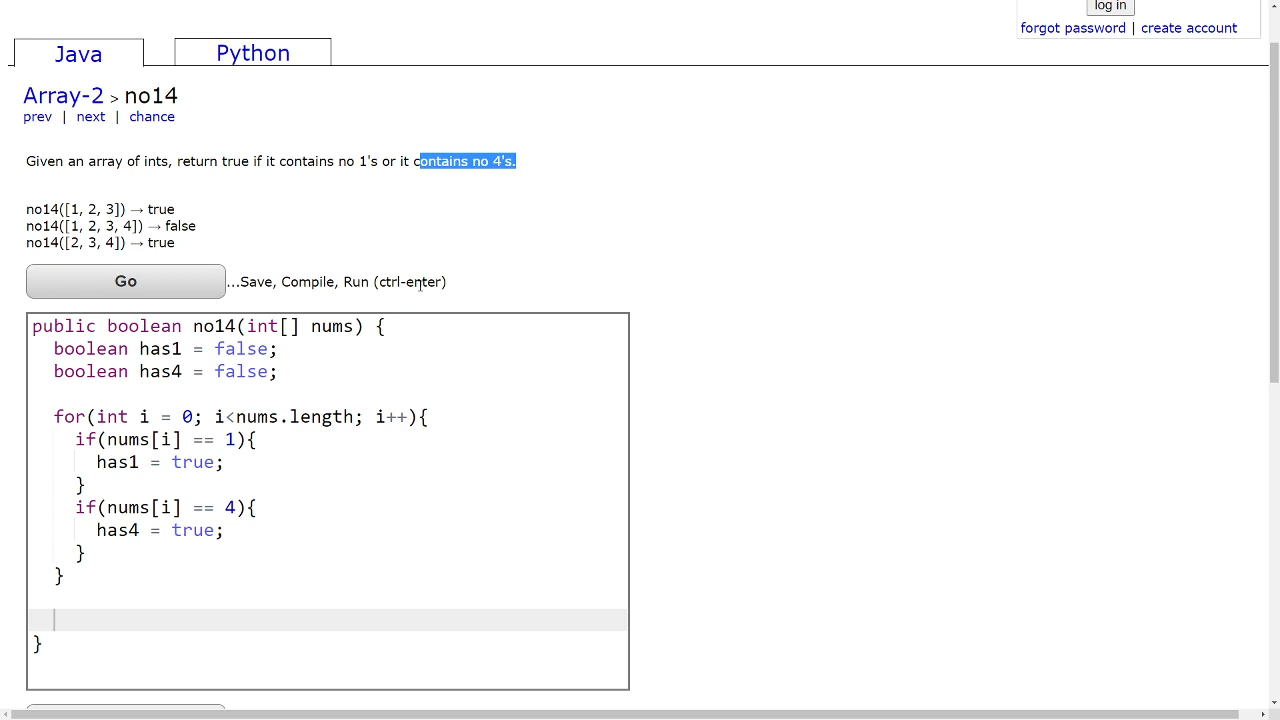 log in
forgot password | create account
Java
Python
Array-2 > no14
prev | next | chance
Given an array of ints, return true if it contains no 1's or it contains no 4's.
no14([1, 2, 3]) → true
no14([1, 2, 3, 4]) → false
no14([2, 3, 4]) → true
Go
...Save, Compile, Run (ctrl-enter)
public boolean no14(int[] nums) {
  boolean has1 = false;
  boolean has4 = false;
  for(int i = 0; i<nums.length; i++){
    if(nums[i] == 1){
      has1 = true;
    }
    if(nums[i] == 4){
      has4 = true;
    }
  }
}